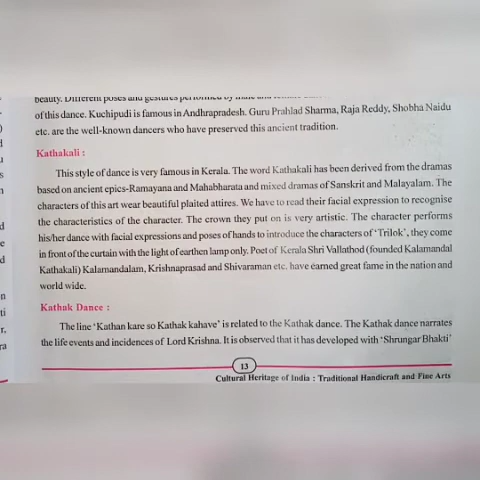 beauty. Different poses and gestures performed by male and
of this dance. Kuchipudi is famous in Andhrapradesh. Guru Prahlad Sharma, Raja Reddy, Shobha Naidu
etc. are the well-known dancers who have preserved this ancient tradition.
Kathakali :
This style of dance is very famous in Kerala. The word Kathakali has been derived from the dramas
based on ancient epics-Ramayana and Mahabharata and mixed dramas of Sanskrit and Malayalam. The
characters of this art wear beautiful plaited attires. We have to read their facial expression to recognise
the characteristics of the character. The crown they put on is very artistic. The character performs
his/her dance with facial expressions and poses of hands to introduce the characters of 'Trilok', they come
in front of the curtain with the light of earthen lamp only. Poet of Kerala Shri Vallathod (founded Kalamandal
Kathakali) Kalamandalam, Krishnaprasad and Shivaraman etc. have earned great fame in the nation and
world wide.
Kathak Dance :
The line 'Kathan kare so Kathak kahave' is related to the Kathak dance. The Kathak dance narrates
the life events and incidences of Lord Krishna. It is observed that it has developed with 'Shrungar Bhakti'
13
Cultural Heritage of India : Traditional Handicraft and Fine Arts